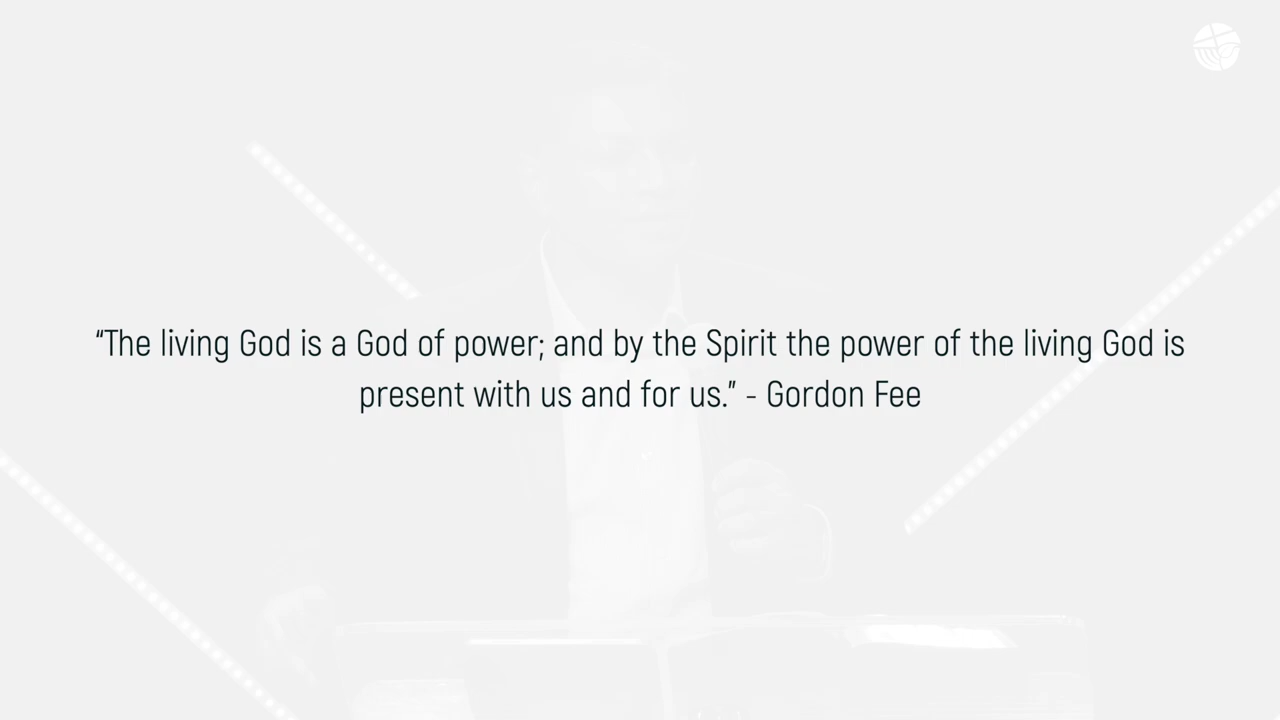 “The living God is a God of power; and by the Spirit the power of the living God is
present with us and for us.” - Gordon Fee